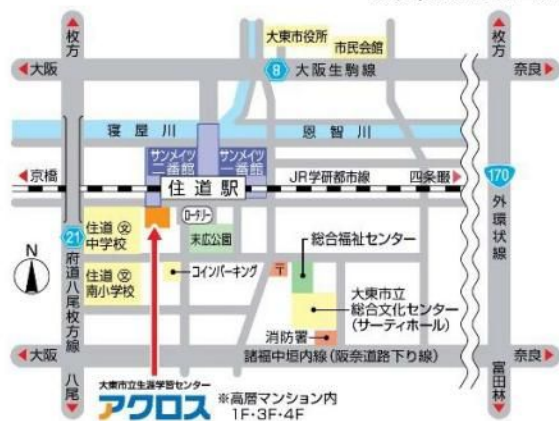 枚方
枚方
大東市役所
市民会館
大阪
8
大阪生駒線
奈良
寝屋川
恩智川
サンメイツ
二番館
サンメイツ
一番館
京橋
住道駅
JR学研都市線
四条畷
170
外環状線
ロータリー
住道
文
中学校
末広公園
総合福祉センター
N
21
府道八尾枚方線
住道
文
南小学校
コインパーキング
〒
大東市立
総合文化センター
(サーティホール)
消防署
大阪
諸福中垣内線(阪奈道路下り線)
奈良
八尾
富田林
大東市立生涯学習センター
アクロス
※高層マンション内
1F・3F・4F